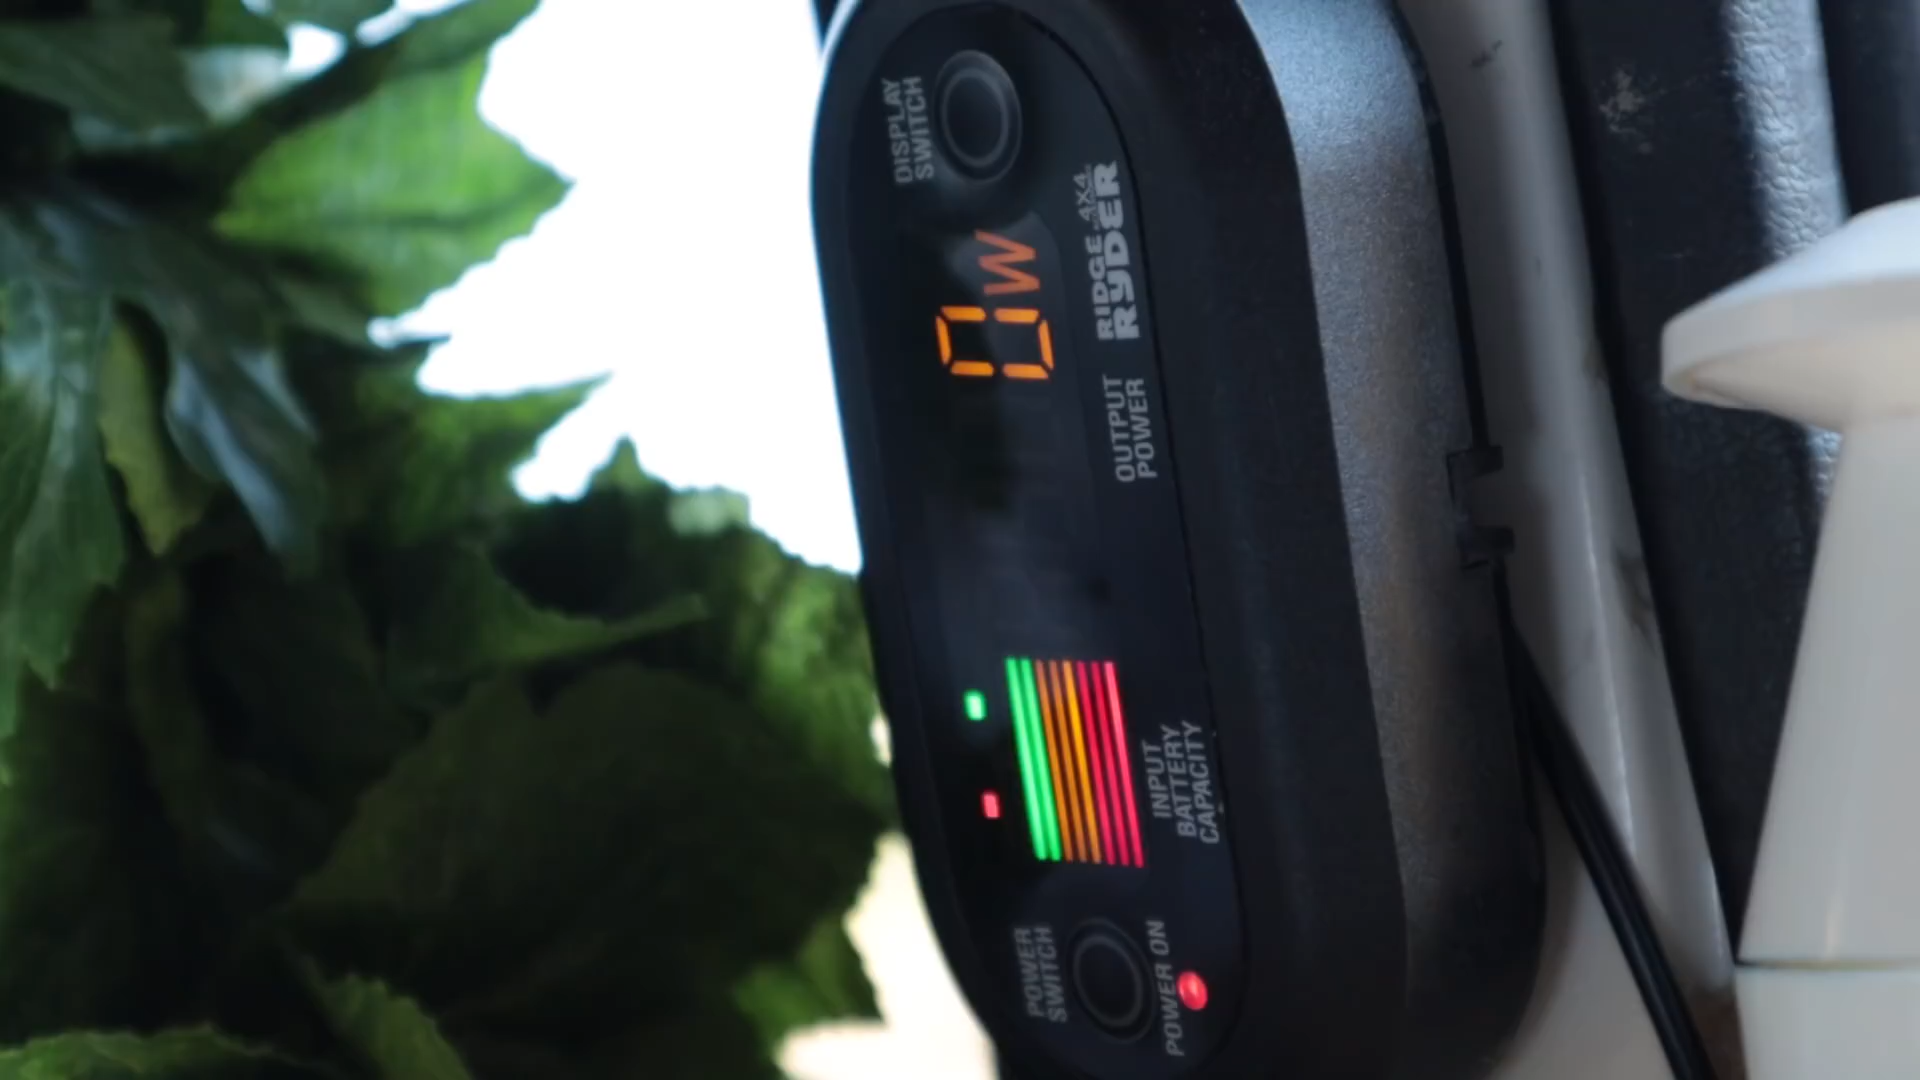 POWER
SWITCH
POWER ON
INPUT
BATTERY
CAPACITY
OUTPUT
POWER
0W
RIDGE 4X4
RYDER
DISPLAY
SWITCH